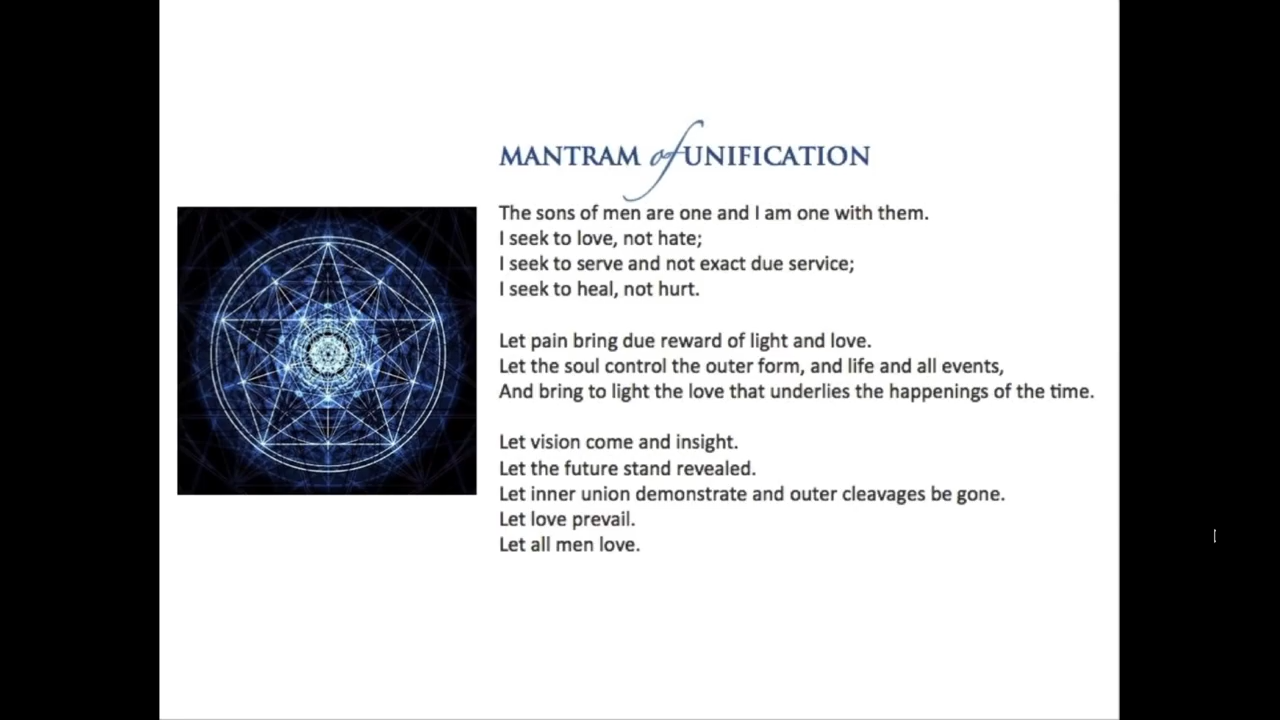 MANTRAM of UNIFICATION
The sons of men are one and I am one with them.
I seek to love, not hate;
I seek to serve and not exact due service;
I seek to heal, not hurt.
Let pain bring due reward of light and love.
Let the soul control the outer form, and life and all events,
And bring to light the love that underlies the happenings of the time.
Let vision come and insight.
Let the future stand revealed.
Let inner union demonstrate and outer cleavages be gone.
Let love prevail.
Let all men love.